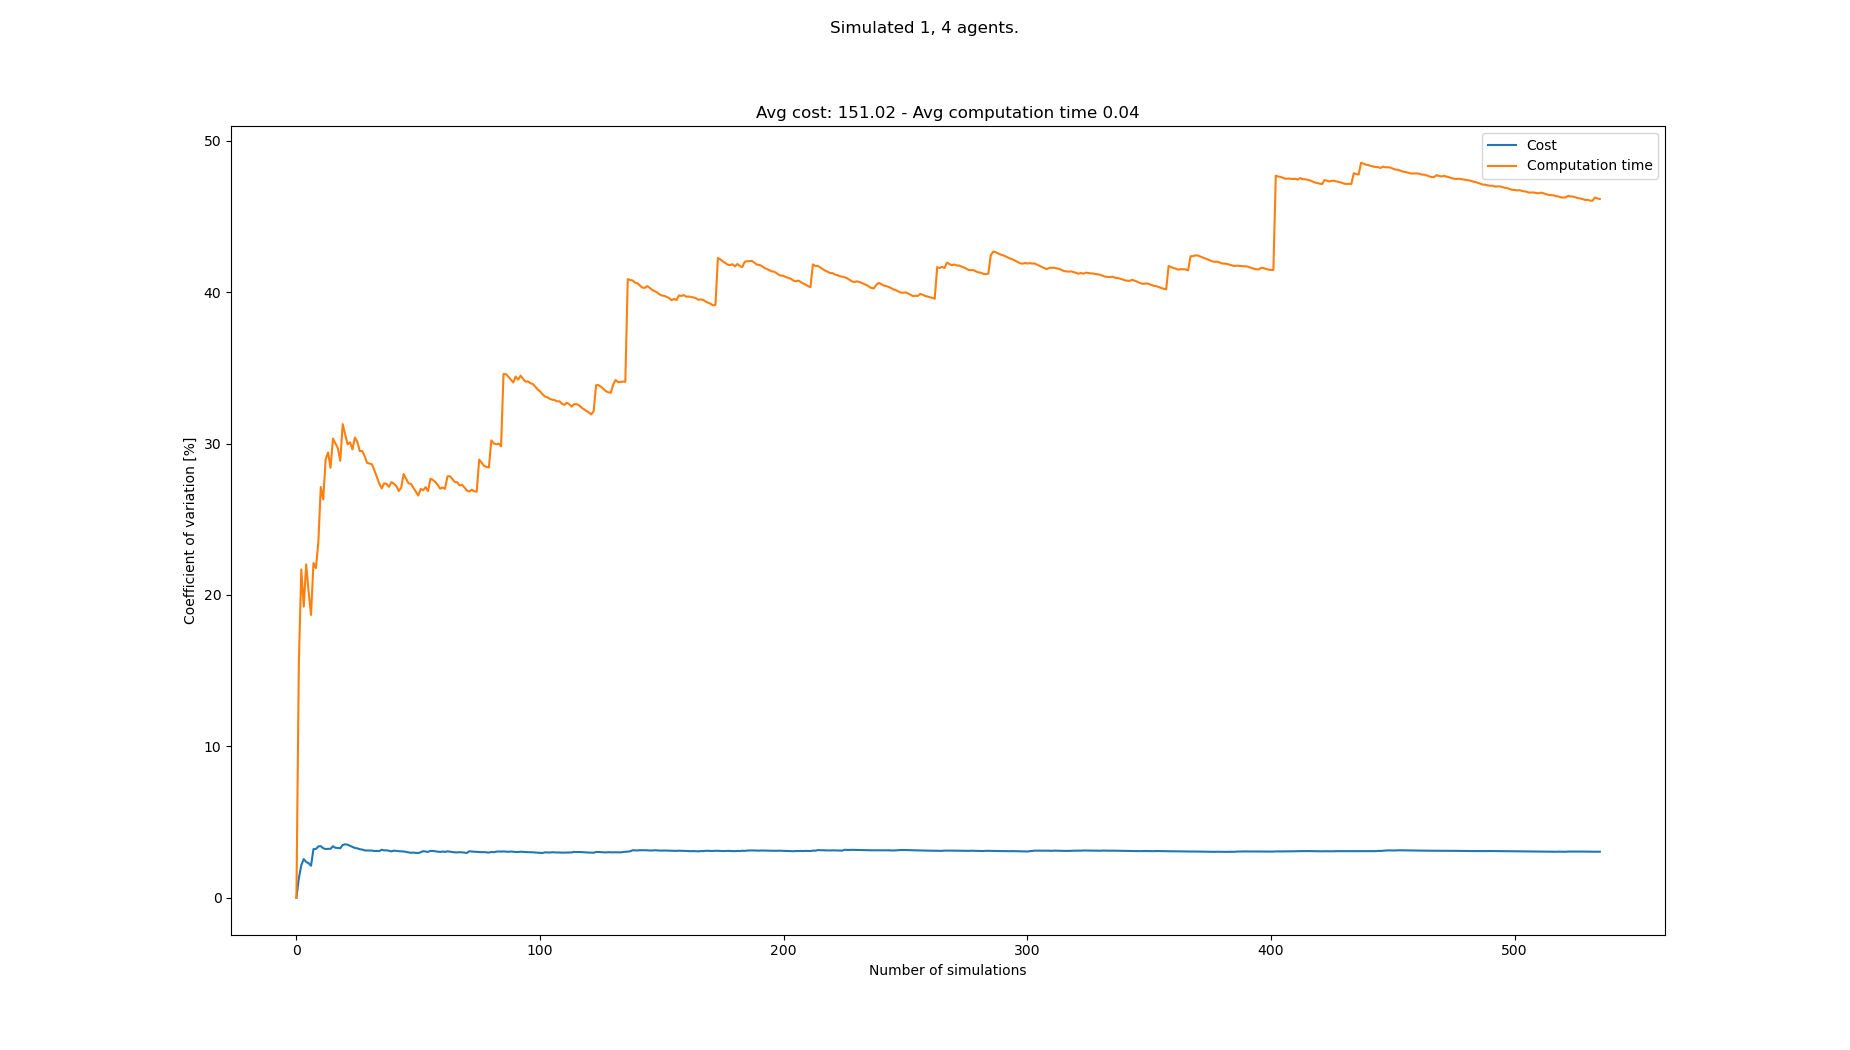 Simulated 1, 4 agents.
Avg cost: 151.02 - Avg computation time 0.04
Cost
Computation time
Coefficient of variation [%]
50
40
30
20
10
0
0 100 200 300 400 500
Number of simulations